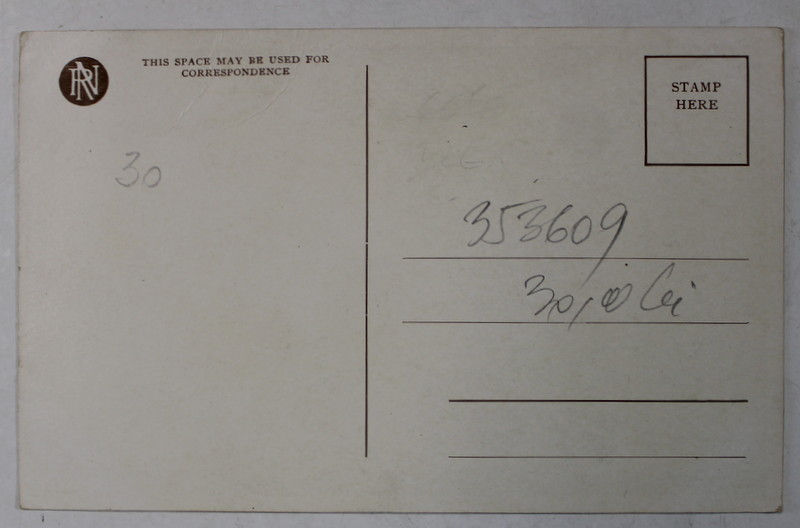 THIS SPACE MAY BE USED FOR
CORRESPONDENCE
STAMP
HERE
30
353609
30,00 lei